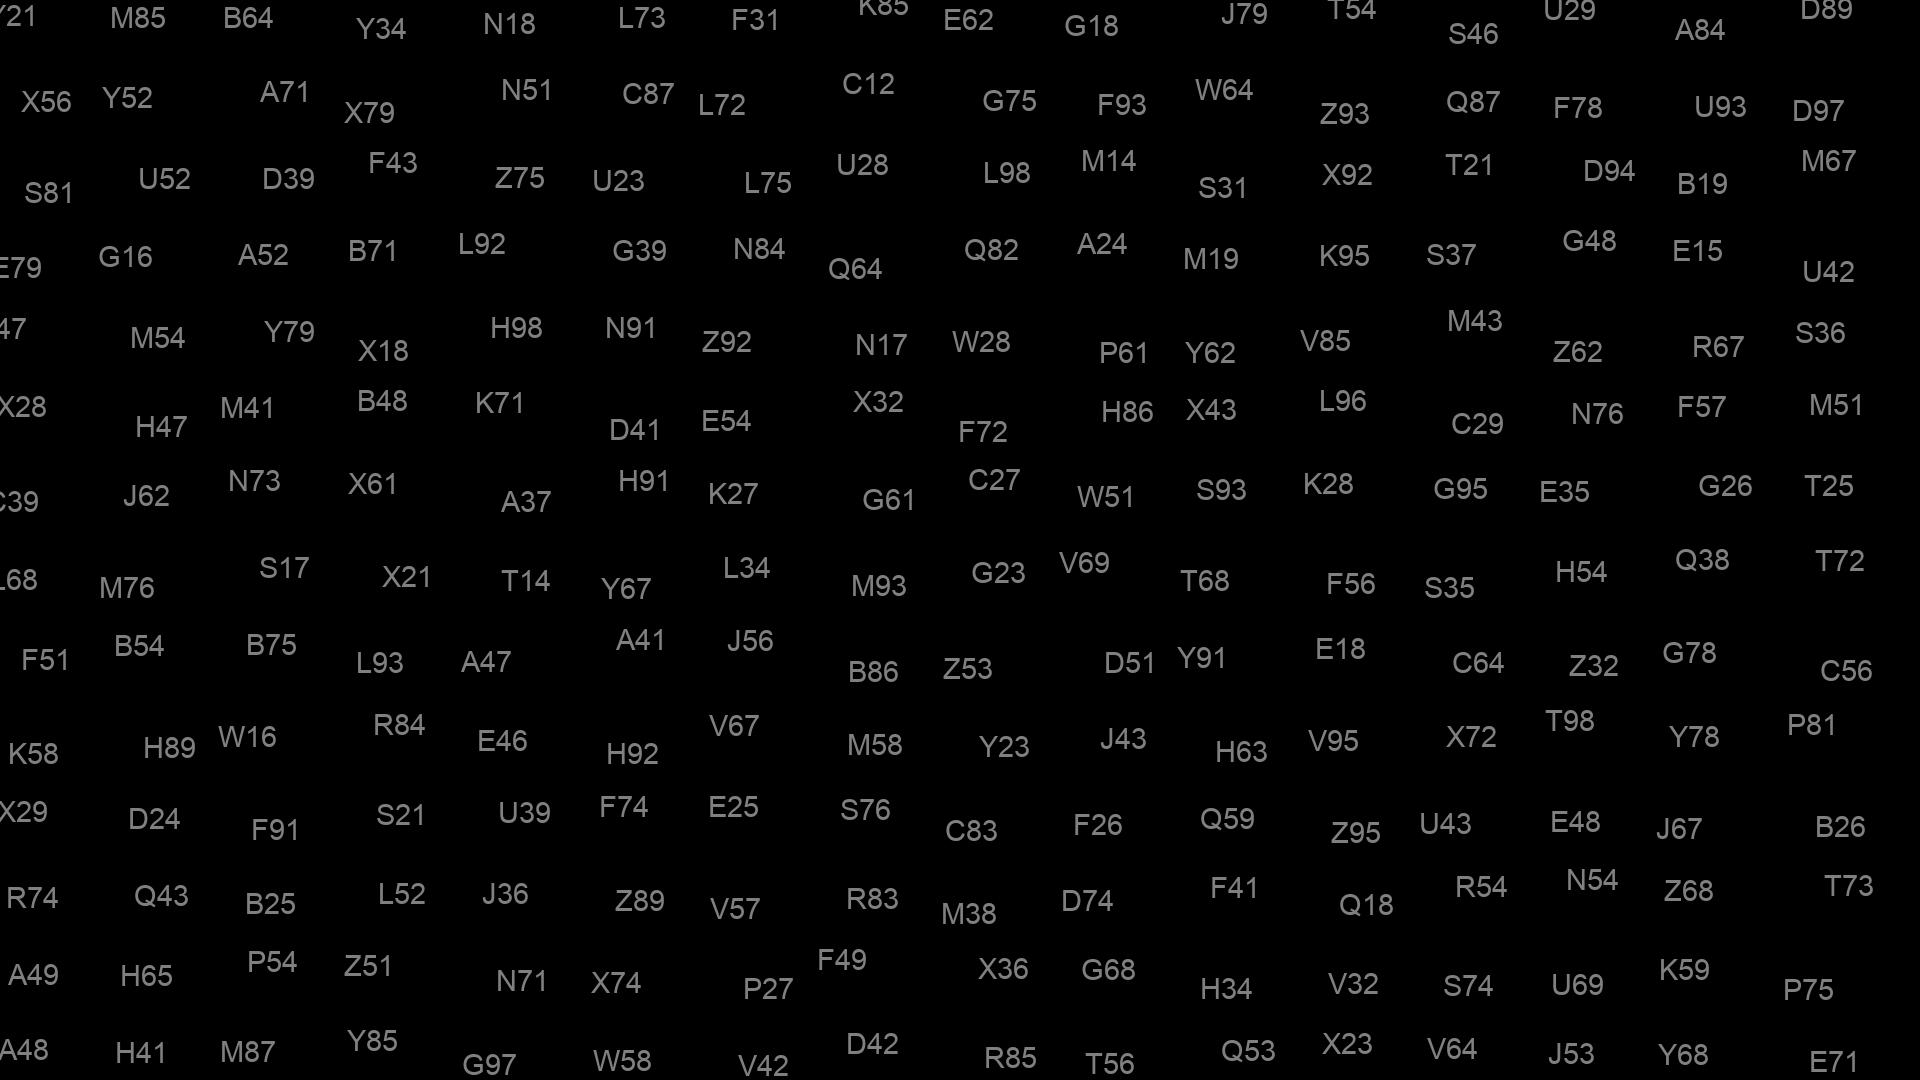 Y21 M85 B64 Y34 N18 L73 F31 K85 E62 G18 J79 T54 S46 U29 A84 D89
X56 Y52 A71 X79 N51 C87 L72 C12 G75 F93 W64 Z93 Q87 F78 U93 D97
S81 U52 D39 F43 Z75 U23 L75 U28 L98 M14 S31 X92 T21 D94 B19 M67
E79 G16 A52 B71 L92 G39 N84 Q64 Q82 A24 M19 K95 S37 G48 E15 U42
47 M54 Y79 X18 H98 N91 Z92 N17 W28 P61 Y62 V85 M43 Z62 R67 S36
X28 H47 M41 B48 K71 D41 E54 X32 F72 H86 X43 L96 C29 N76 F57 M51
C39 J62 N73 X61 A37 H91 K27 G61 C27 W51 S93 K28 G95 E35 G26 T25
L68 M76 S17 X21 T14 Y67 L34 M93 G23 V69 T68 F56 S35 H54 Q38 T72
F51 B54 B75 L93 A47 A41 J56 B86 Z53 D51 Y91 E18 C64 Z32 G78 C56
K58 H89 W16 R84 E46 H92 V67 M58 Y23 J43 H63 V95 X72 T98 Y78 P81
X29 D24 F91 S21 U39 F74 E25 S76 C83 F26 Q59 Z95 U43 E48 J67 B26
R74 Q43 B25 L52 J36 Z89 V57 R83 M38 D74 F41 Q18 R54 N54 Z68 T73
A49 H65 P54 Z51 N71 X74 P27 F49 X36 G68 H34 V32 S74 U69 K59 P75
A48 H41 M87 Y85 G97 W58 V42 D42 R85 T56 Q53 X23 V64 J53 Y68 E71